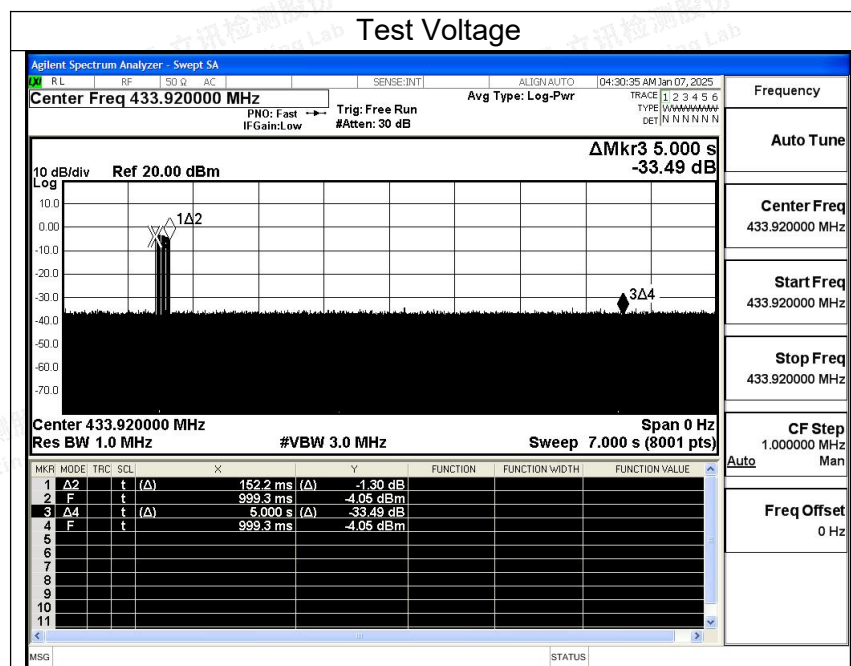 Test Voltage
Agilent Spectrum Analyzer - Swept SA
LXI RL RF 50 Ω AC SENSE:INT ALIGN AUTO 04:30:35 AM Jan 07, 2025
Center Freq 433.920000 MHz Avg Type: Log-Pwr TRACE 1 2 3 4 5 6
PNO: Fast Trig: Free Run TYPE WWWWWW
IFGain:Low #Atten: 30 dB DET N N N N N N
ΔMkr3 5.000 s
-33.49 dB
10 dB/div Ref 20.00 dBm
Log
10.0
0.00
-10.0
-20.0
-30.0
-40.0
-50.0
-60.0
-70.0
1Δ2
3Δ4
Center 433.920000 MHz Span 0 Hz
Res BW 1.0 MHz #VBW 3.0 MHz Sweep 7.000 s (8001 pts)
MKR MODE TRC SCL X Y FUNCTION FUNCTION WIDTH FUNCTION VALUE
1 Δ2 t (Δ) 152.2 ms (Δ) -1.30 dB
2 F t 999.3 ms -4.05 dBm
3 Δ4 t (Δ) 5.000 s (Δ) -33.49 dB
4 F t 999.3 ms -4.05 dBm
5
6
7
8
9
10
11
MSG STATUS
Frequency
Auto Tune
Center Freq
433.920000 MHz
Start Freq
433.920000 MHz
Stop Freq
433.920000 MHz
CF Step
1.000000 MHz
Auto Man
Freq Offset
0 Hz